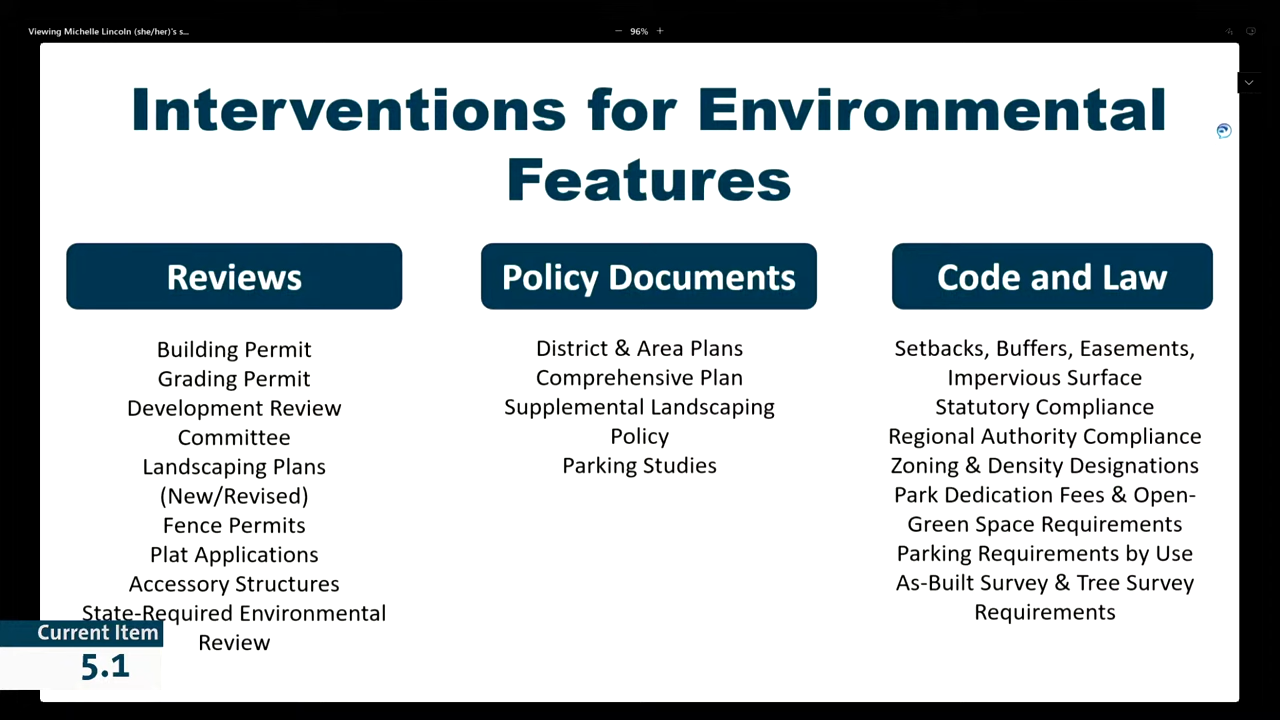 Viewing Michelle Lincoln (she/her)'s s...
96%
Interventions for Environmental
Features
Reviews
Building Permit
Grading Permit
Development Review
Committee
Landscaping Plans
(New/Revised)
Fence Permits
Plat Applications
Accessory Structures
State-Required Environmental
Review
Policy Documents
District & Area Plans
Comprehensive Plan
Supplemental Landscaping
Policy
Parking Studies
Code and Law
Setbacks, Buffers, Easements,
Impervious Surface
Statutory Compliance
Regional Authority Compliance
Zoning & Density Designations
Park Dedication Fees & Open-
Green Space Requirements
Parking Requirements by Use
As-Built Survey & Tree Survey
Requirements
Current Item
5.1